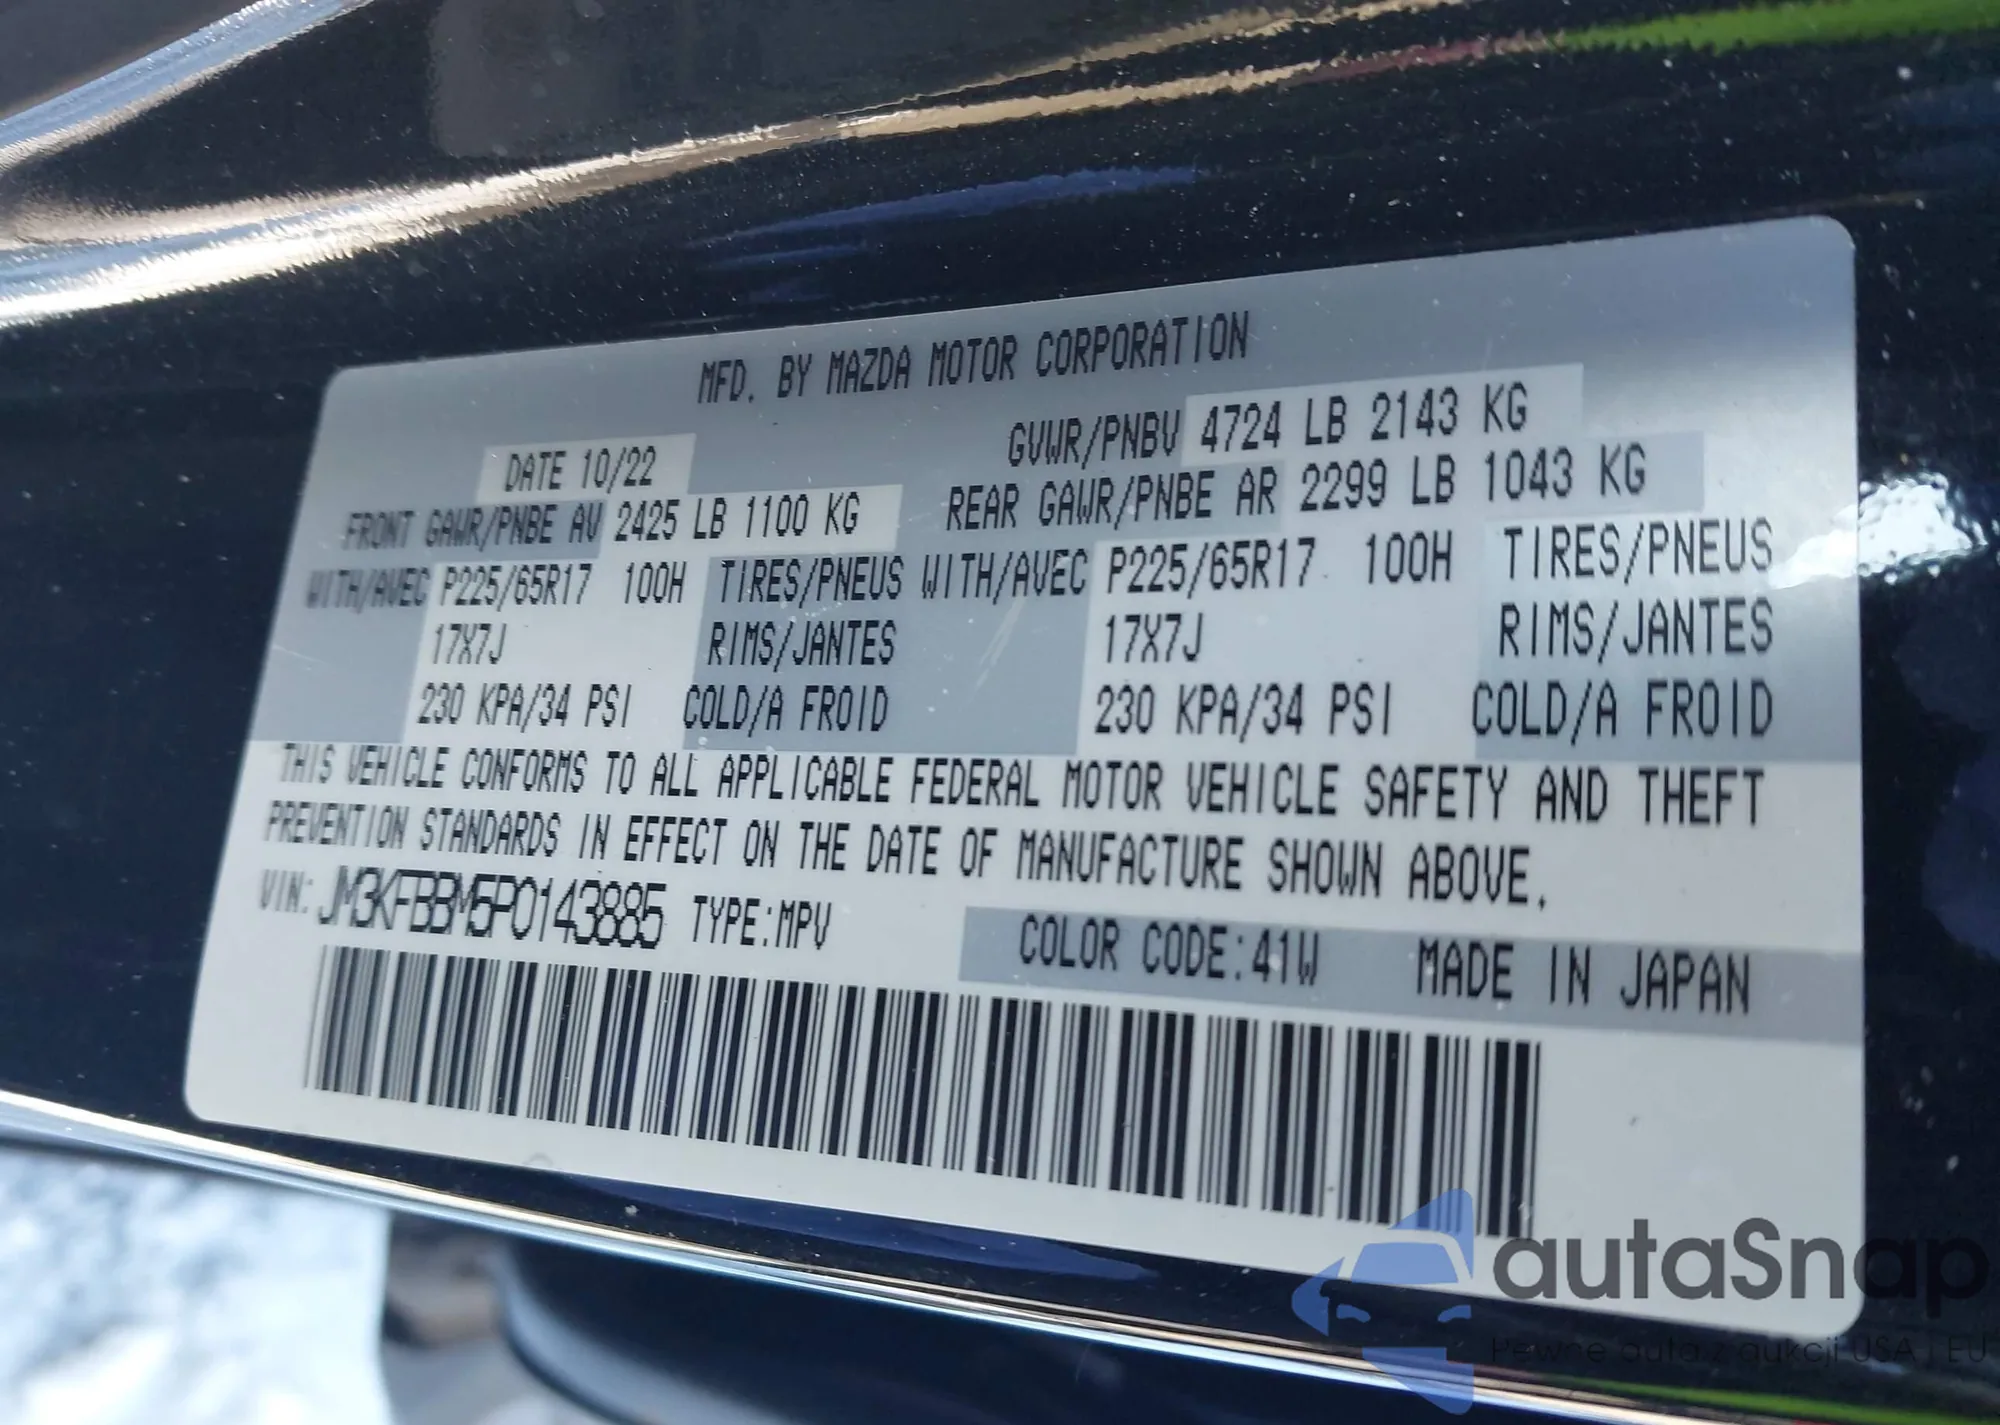 MFD. BY MAZDA MOTOR CORPORATION
DATE 10/22 GVWR/PNBV 4724 LB 2143 KG
FRONT GAWR/PNBE AV 2425 LB 1100 KG REAR GAWR/PNBE AR 2299 LB 1043 KG
WITH/AVEC P225/65R17 100H TIRES/PNEUS WITH/AVEC P225/65R17 100H TIRES/PNEUS
17X7J RIMS/JANTES 17X7J RIMS/JANTES
230 KPA/34 PSI COLD/A FROID 230 KPA/34 PSI COLD/A FROID
THIS VEHICLE CONFORMS TO ALL APPLICABLE FEDERAL MOTOR VEHICLE SAFETY AND THEFT
PREVENTION STANDARDS IN EFFECT ON THE DATE OF MANUFACTURE SHOWN ABOVE.
VIN: JM3KFBBM5P0143885 TYPE:MPV COLOR CODE:41W MADE IN JAPAN
autaSnap
Pewne auta z aukcji USA i EU